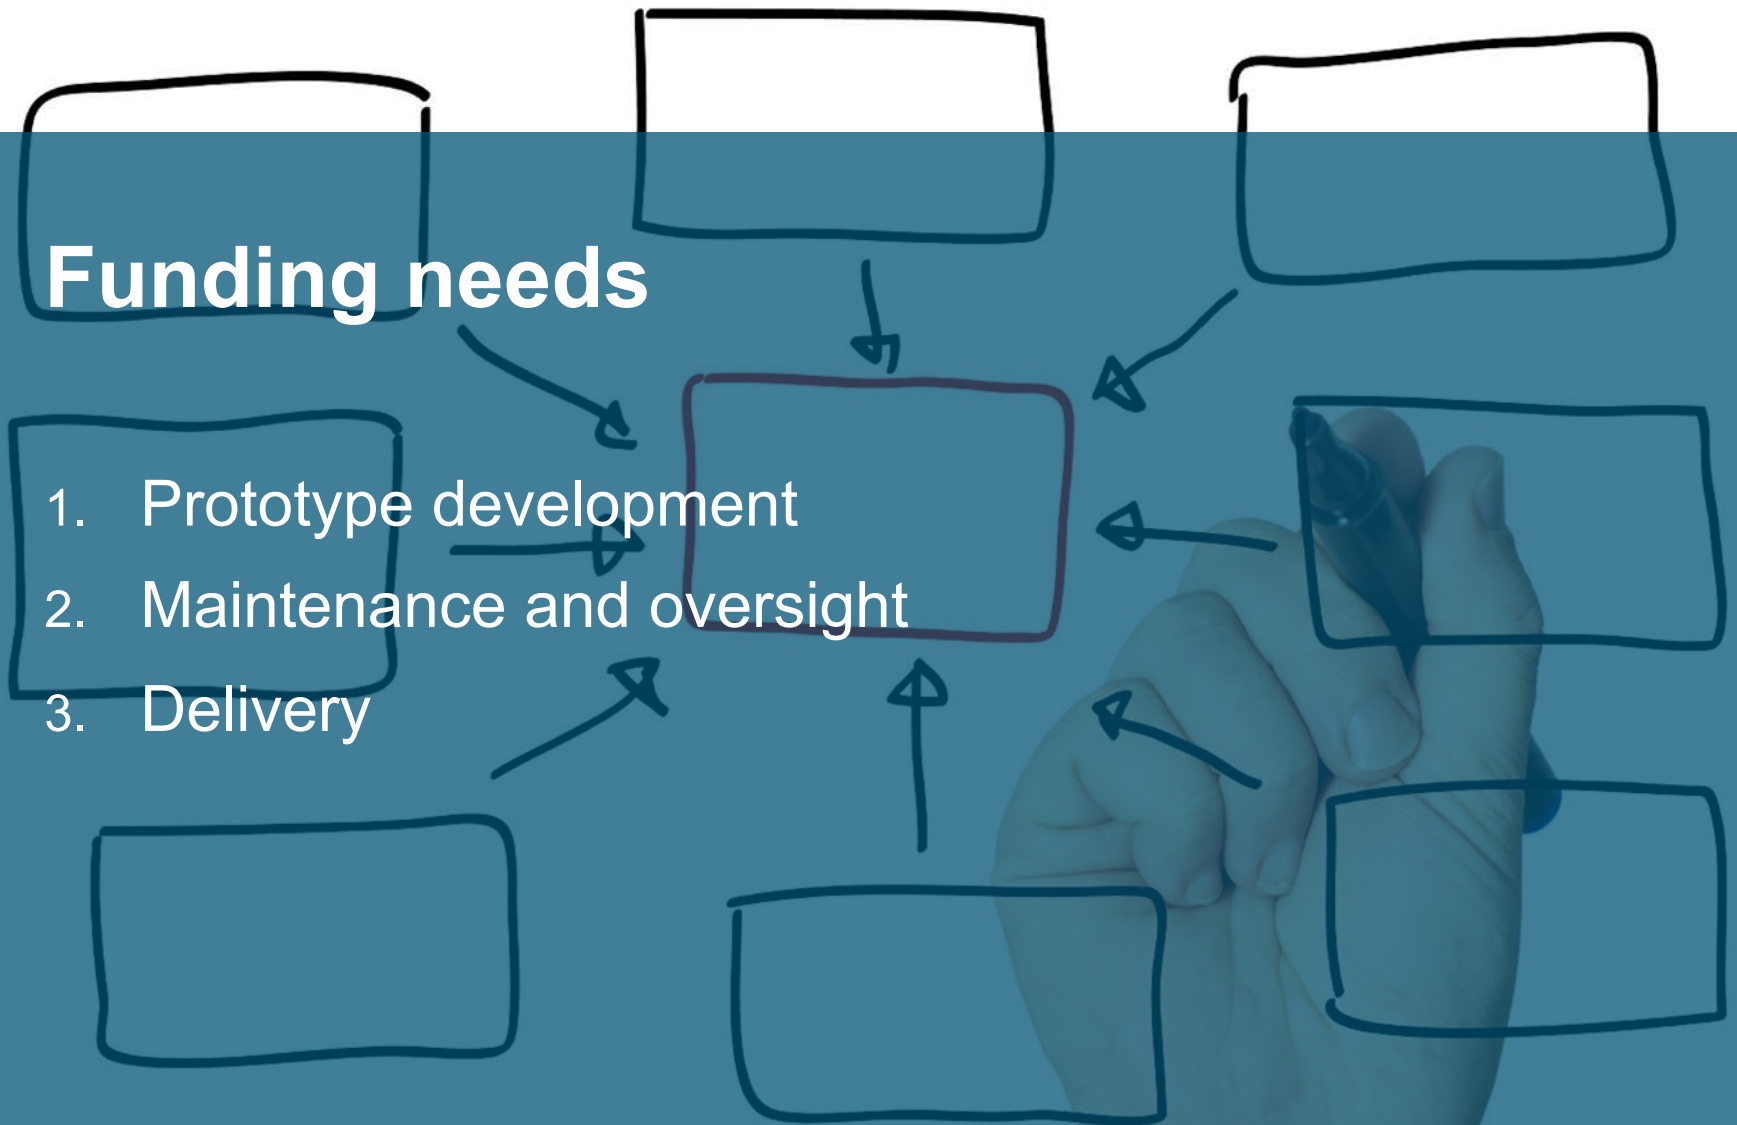 Funding needs
1. Prototype development
2. Maintenance and oversight
3. Delivery